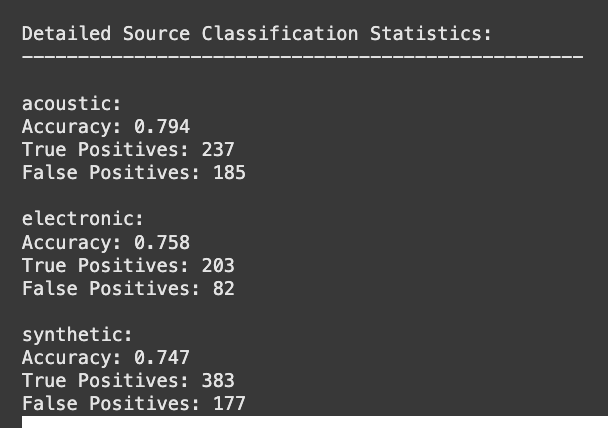 Detailed Source Classification Statistics:
--------------------------------------------------
acoustic:
Accuracy: 0.794
True Positives: 237
False Positives: 185
electronic:
Accuracy: 0.758
True Positives: 203
False Positives: 82
synthetic:
Accuracy: 0.747
True Positives: 383
False Positives: 177